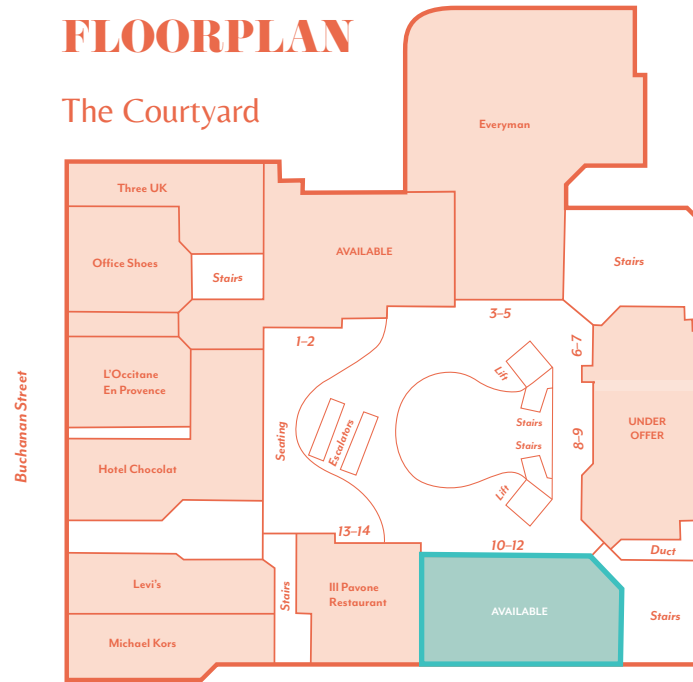 FLOORPLAN
The Courtyard
Everyman
Three UK
AVAILABLE
Office Shoes
Stairs
Stairs
1–2
3–5
6–7
L'Occitane
En Provence
Lift
Buchanan Street
Seating
Escalators
Stairs
Stairs
8–9
UNDER
OFFER
Hotel Chocolat
Lift
13–14
10–12
Duct
Levi's
Stairs
Ill Pavone
Restaurant
AVAILABLE
Stairs
Michael Kors